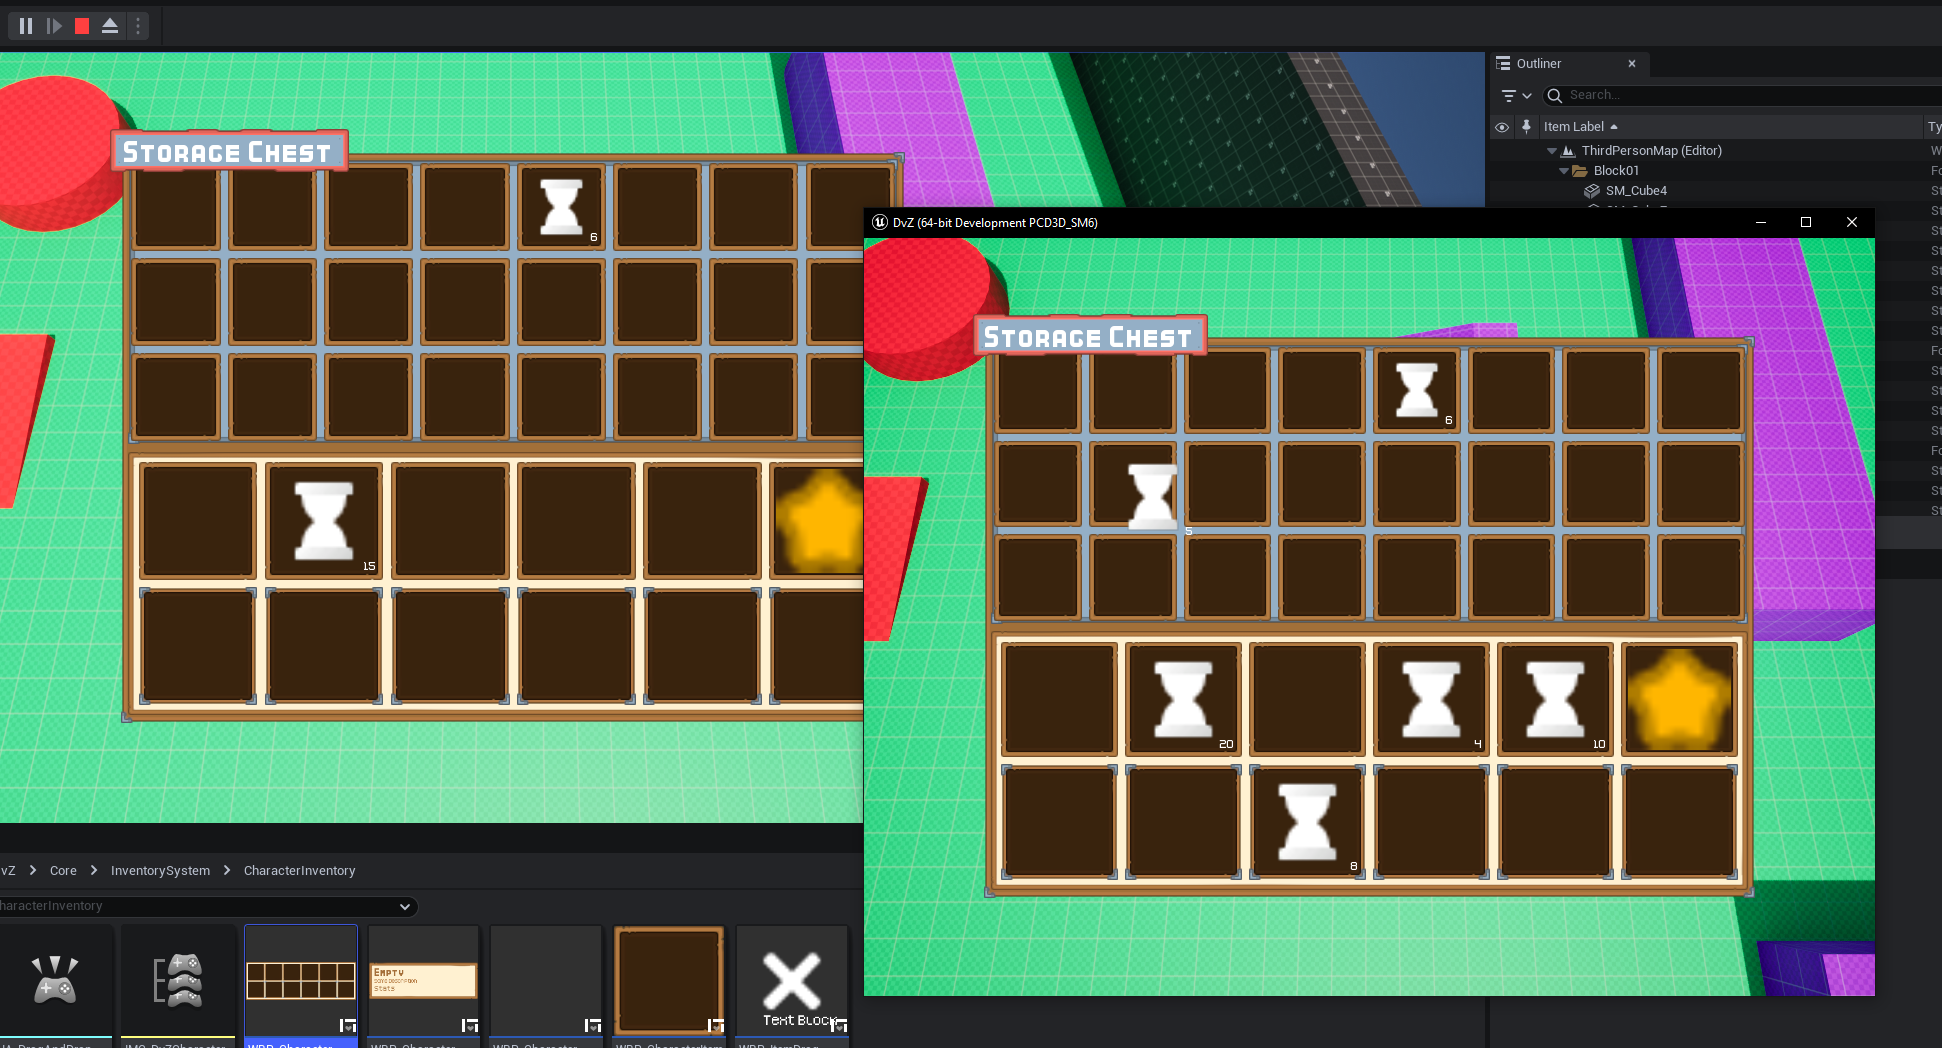 Outliner
Search...
Item Label
Ty
ThirdPersonMap (Editor)
Block01
SM_Cube4
STORAGE CHEST
6
15
DvZ (64-bit Development PCD3D_SM6)
STORAGE CHEST
6
5
20
4
10
8
vZ > Core > InventorySystem > CharacterInventory
haracterInventory
EMPTY
Stats
Text Block